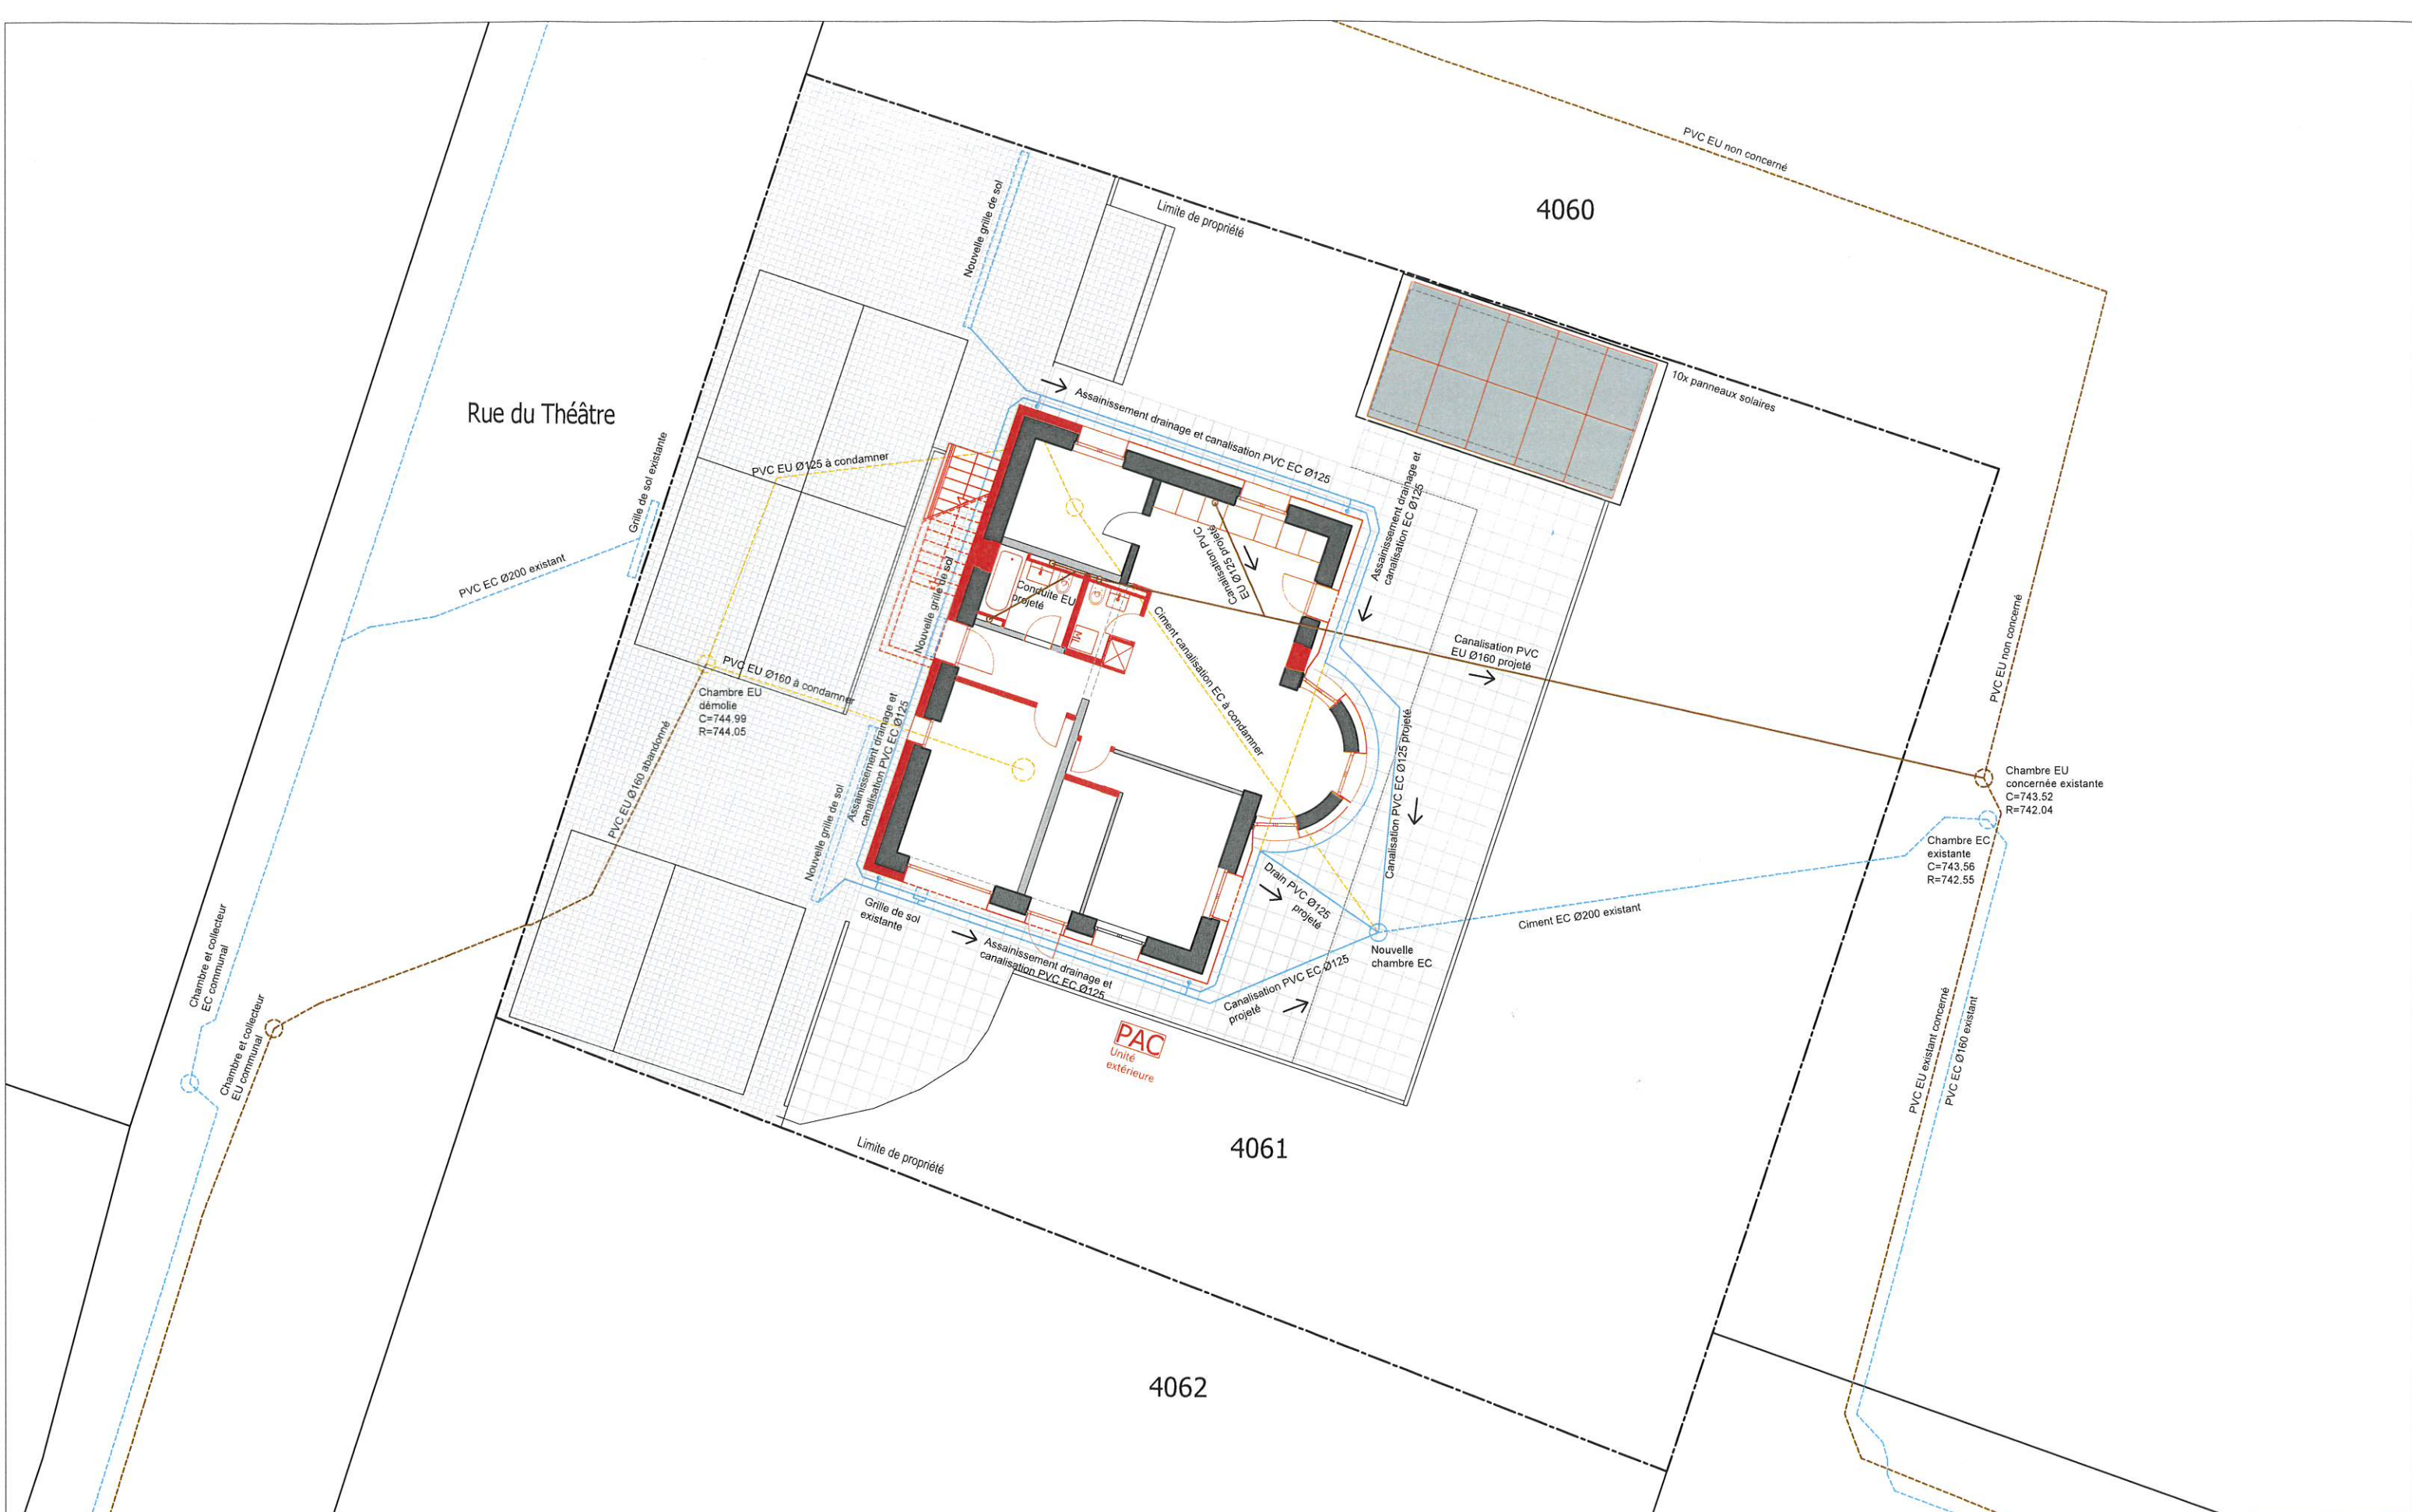 PVC EU non concerné
4060
Limite de propriété
Nouvelle grille de sol
10x panneaux solaires
Rue du Théâtre
Assainissement drainage et canalisation PVC EC Ø125
Grille de sol existante
PVC EU Ø125 à condamner
Assainissement drainage et
canalisation EC Ø125
PVC EC Ø200 existant
Canalisation PVC
EU Ø125 projeté
Nouvelle grille de sol
Conduite EU
projeté
ML
Ciment canalisation EC à condamner
Canalisation PVC
EU Ø160 projeté
PVC EU non concerné
PVC EU Ø160 à condamner
Chambre EU
démolie
C=744.99
R=744.05
PVC EU Ø160 abandonné
Assainissement drainage et
canalisation PVC EC Ø125
Nouvelle grille de sol
Canalisation PVC EC Ø125 projeté
Chambre EU
concernée existante
C=743.52
R=742.04
Chambre EC
existante
C=743.56
R=742.55
Drain PVC Ø125
projeté
Grille de sol
existante
Ciment EC Ø200 existant
Nouvelle
chambre EC
Assainissement drainage et
canalisation PVC EC Ø125
Canalisation PVC EC Ø125
projeté
Chambre et collecteur
EC communal
Chambre et collecteur
EU communal
PAC
Unité
extérieure
PVC EU existant concerné
PVC EC Ø160 existant
4061
Limite de propriété
4062